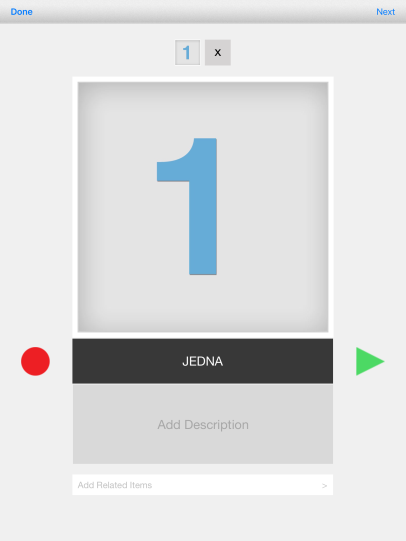 Done
Next
1
x
1
JEDNA
Add Description
Add Related Items
>